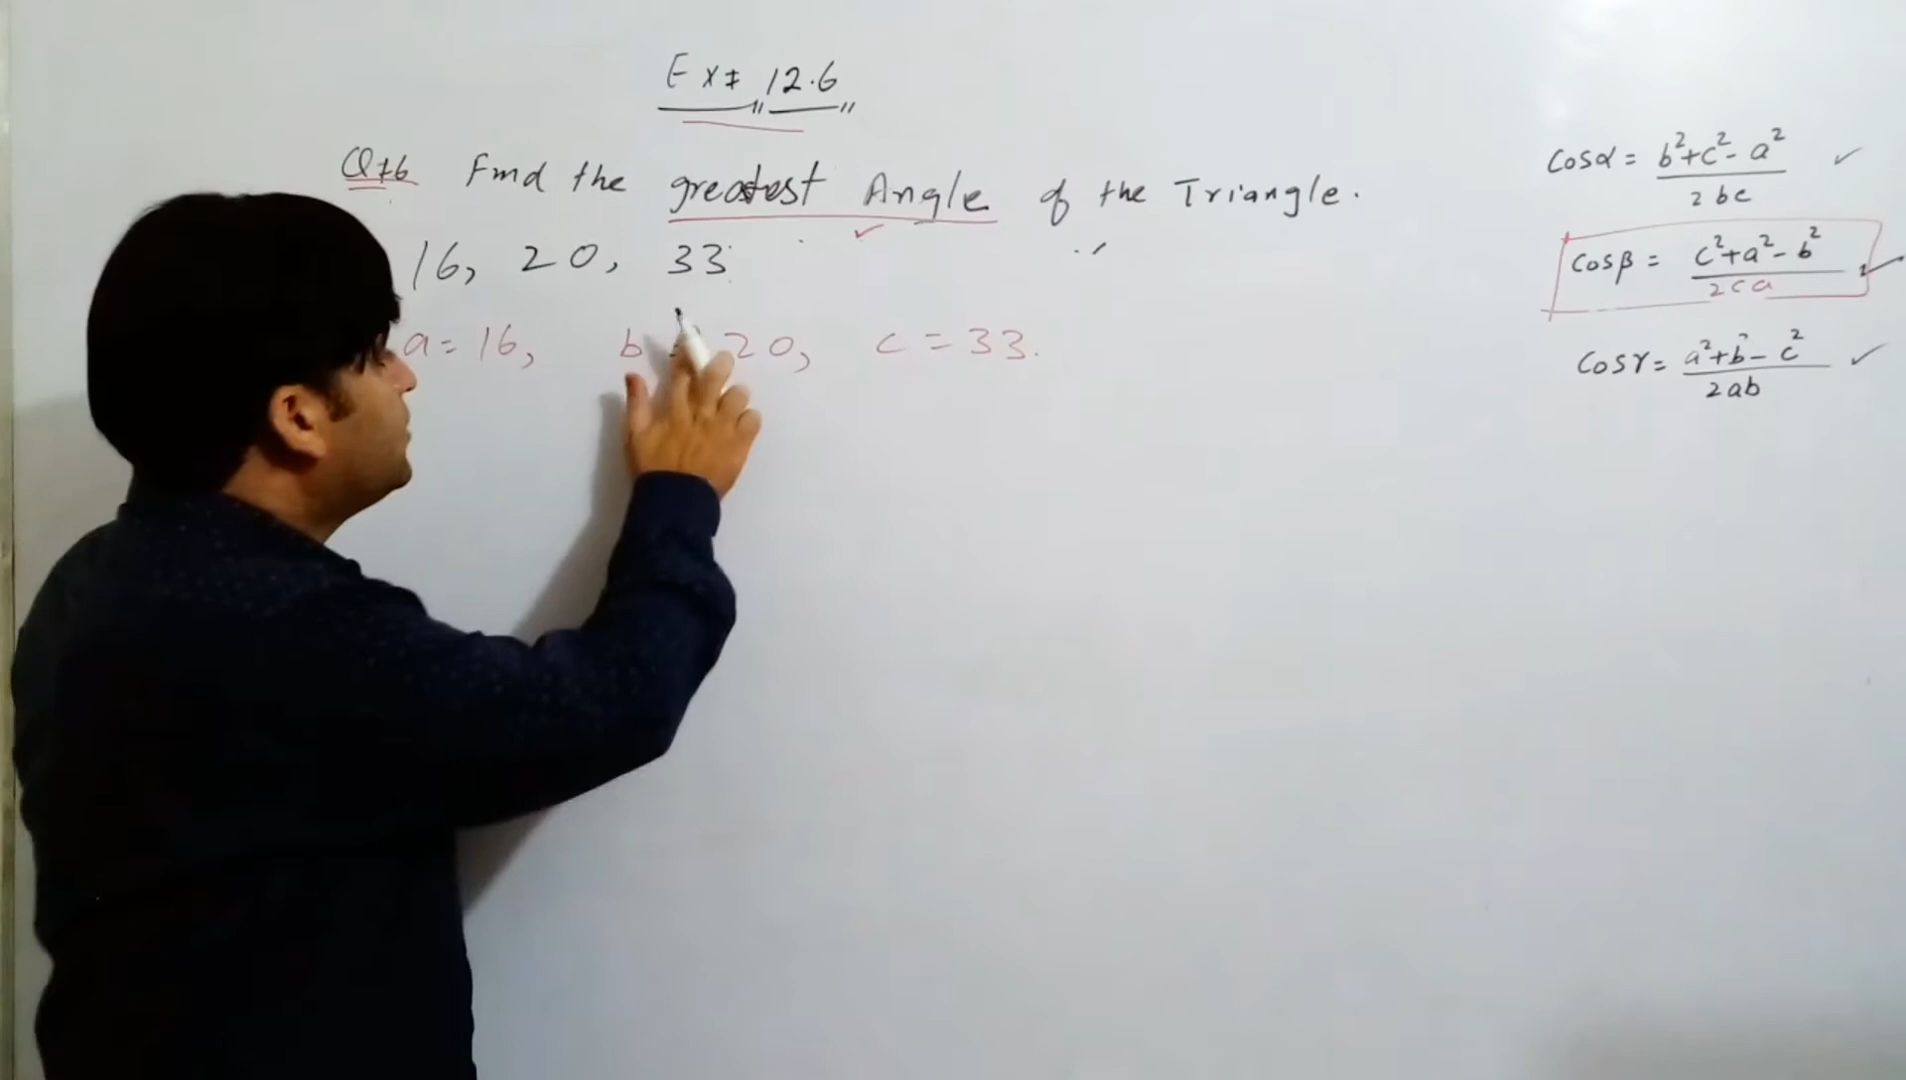 Ex# 12.6
Q#6 Find the greatest Angle of the Triangle.
16, 20, 33
a=16, b= 20, c=33.
Cosα = b²+c²-a² / 2bc
Cosβ = c²+a²-b² / 2ca
Cosγ = a²+b²-c² / 2ab